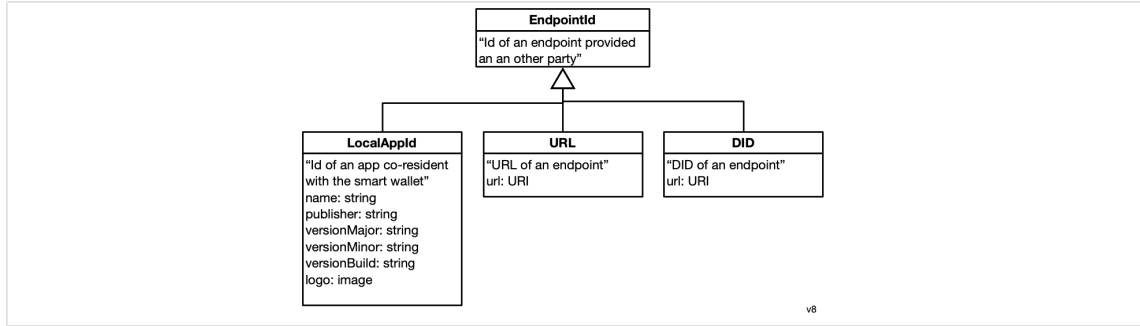 EndpointId
“Id of an endpoint provided
an an other party”
LocalAppId
“Id of an app co-resident
with the smart wallet”
name: string
publisher: string
versionMajor: string
versionMinor: string
versionBuild: string
logo: image
URL
“URL of an endpoint”
url: URI
DID
“DID of an endpoint”
url: URI
v8